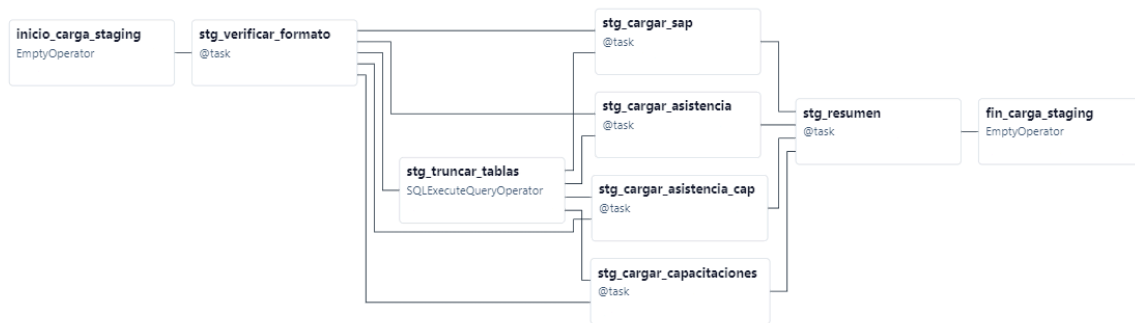 inicio_carga_staging
EmptyOperator
stg_verificar_formato
@task
stg_truncar_tablas
SQLExecuteQueryOperator
stg_cargar_sap
@task
stg_cargar_asistencia
@task
stg_cargar_asistencia_cap
@task
stg_cargar_capacitaciones
@task
stg_resumen
@task
fin_carga_staging
EmptyOperator